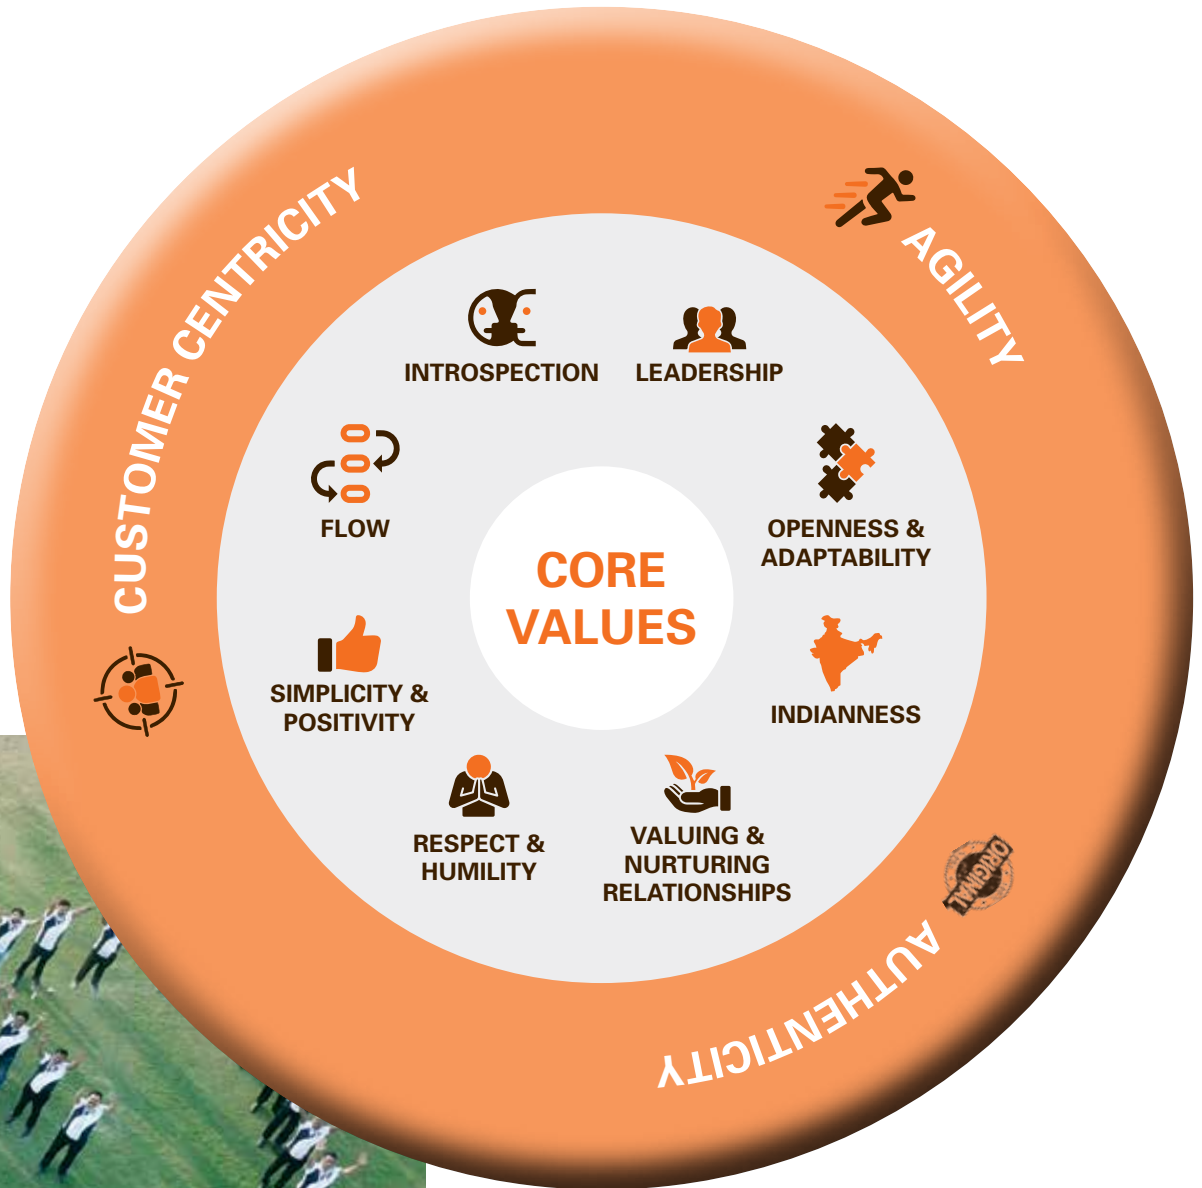 CUSTOMER CENTRICITY
AGILITY
INTROSPECTION
LEADERSHIP
FLOW
OPENNESS &
ADAPTABILITY
CORE
VALUES
SIMPLICITY &
POSITIVITY
INDIANNESS
RESPECT &
HUMILITY
VALUING &
NURTURING
RELATIONSHIPS
ORIGINAL
AUTHENTICITY